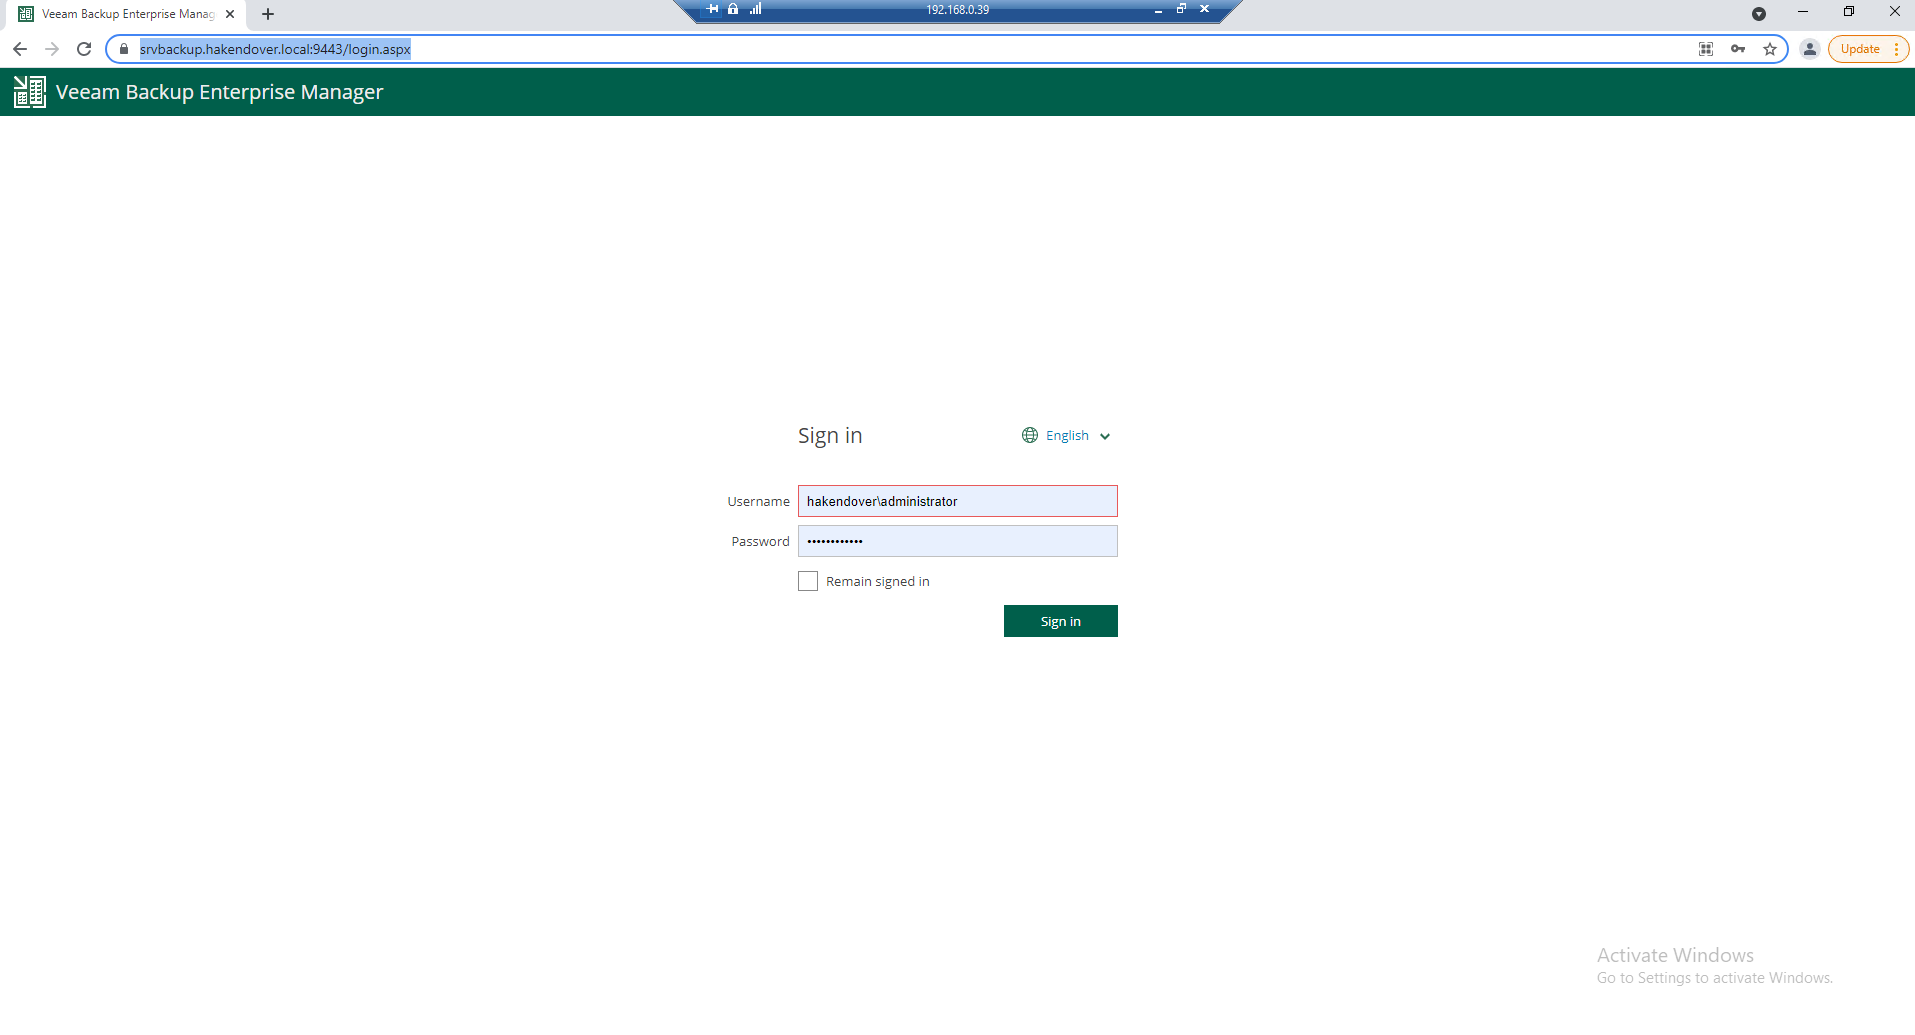 Veeam Backup Enterprise Manag
192.168.0.39
srvbackup.hakendover.local:9443/login.aspx
Update
Veeam Backup Enterprise Manager
Sign in
English
Username
hakendover\administrator
Password
••••••••••••
Remain signed in
Sign in
Activate Windows
Go to Settings to activate Windows.